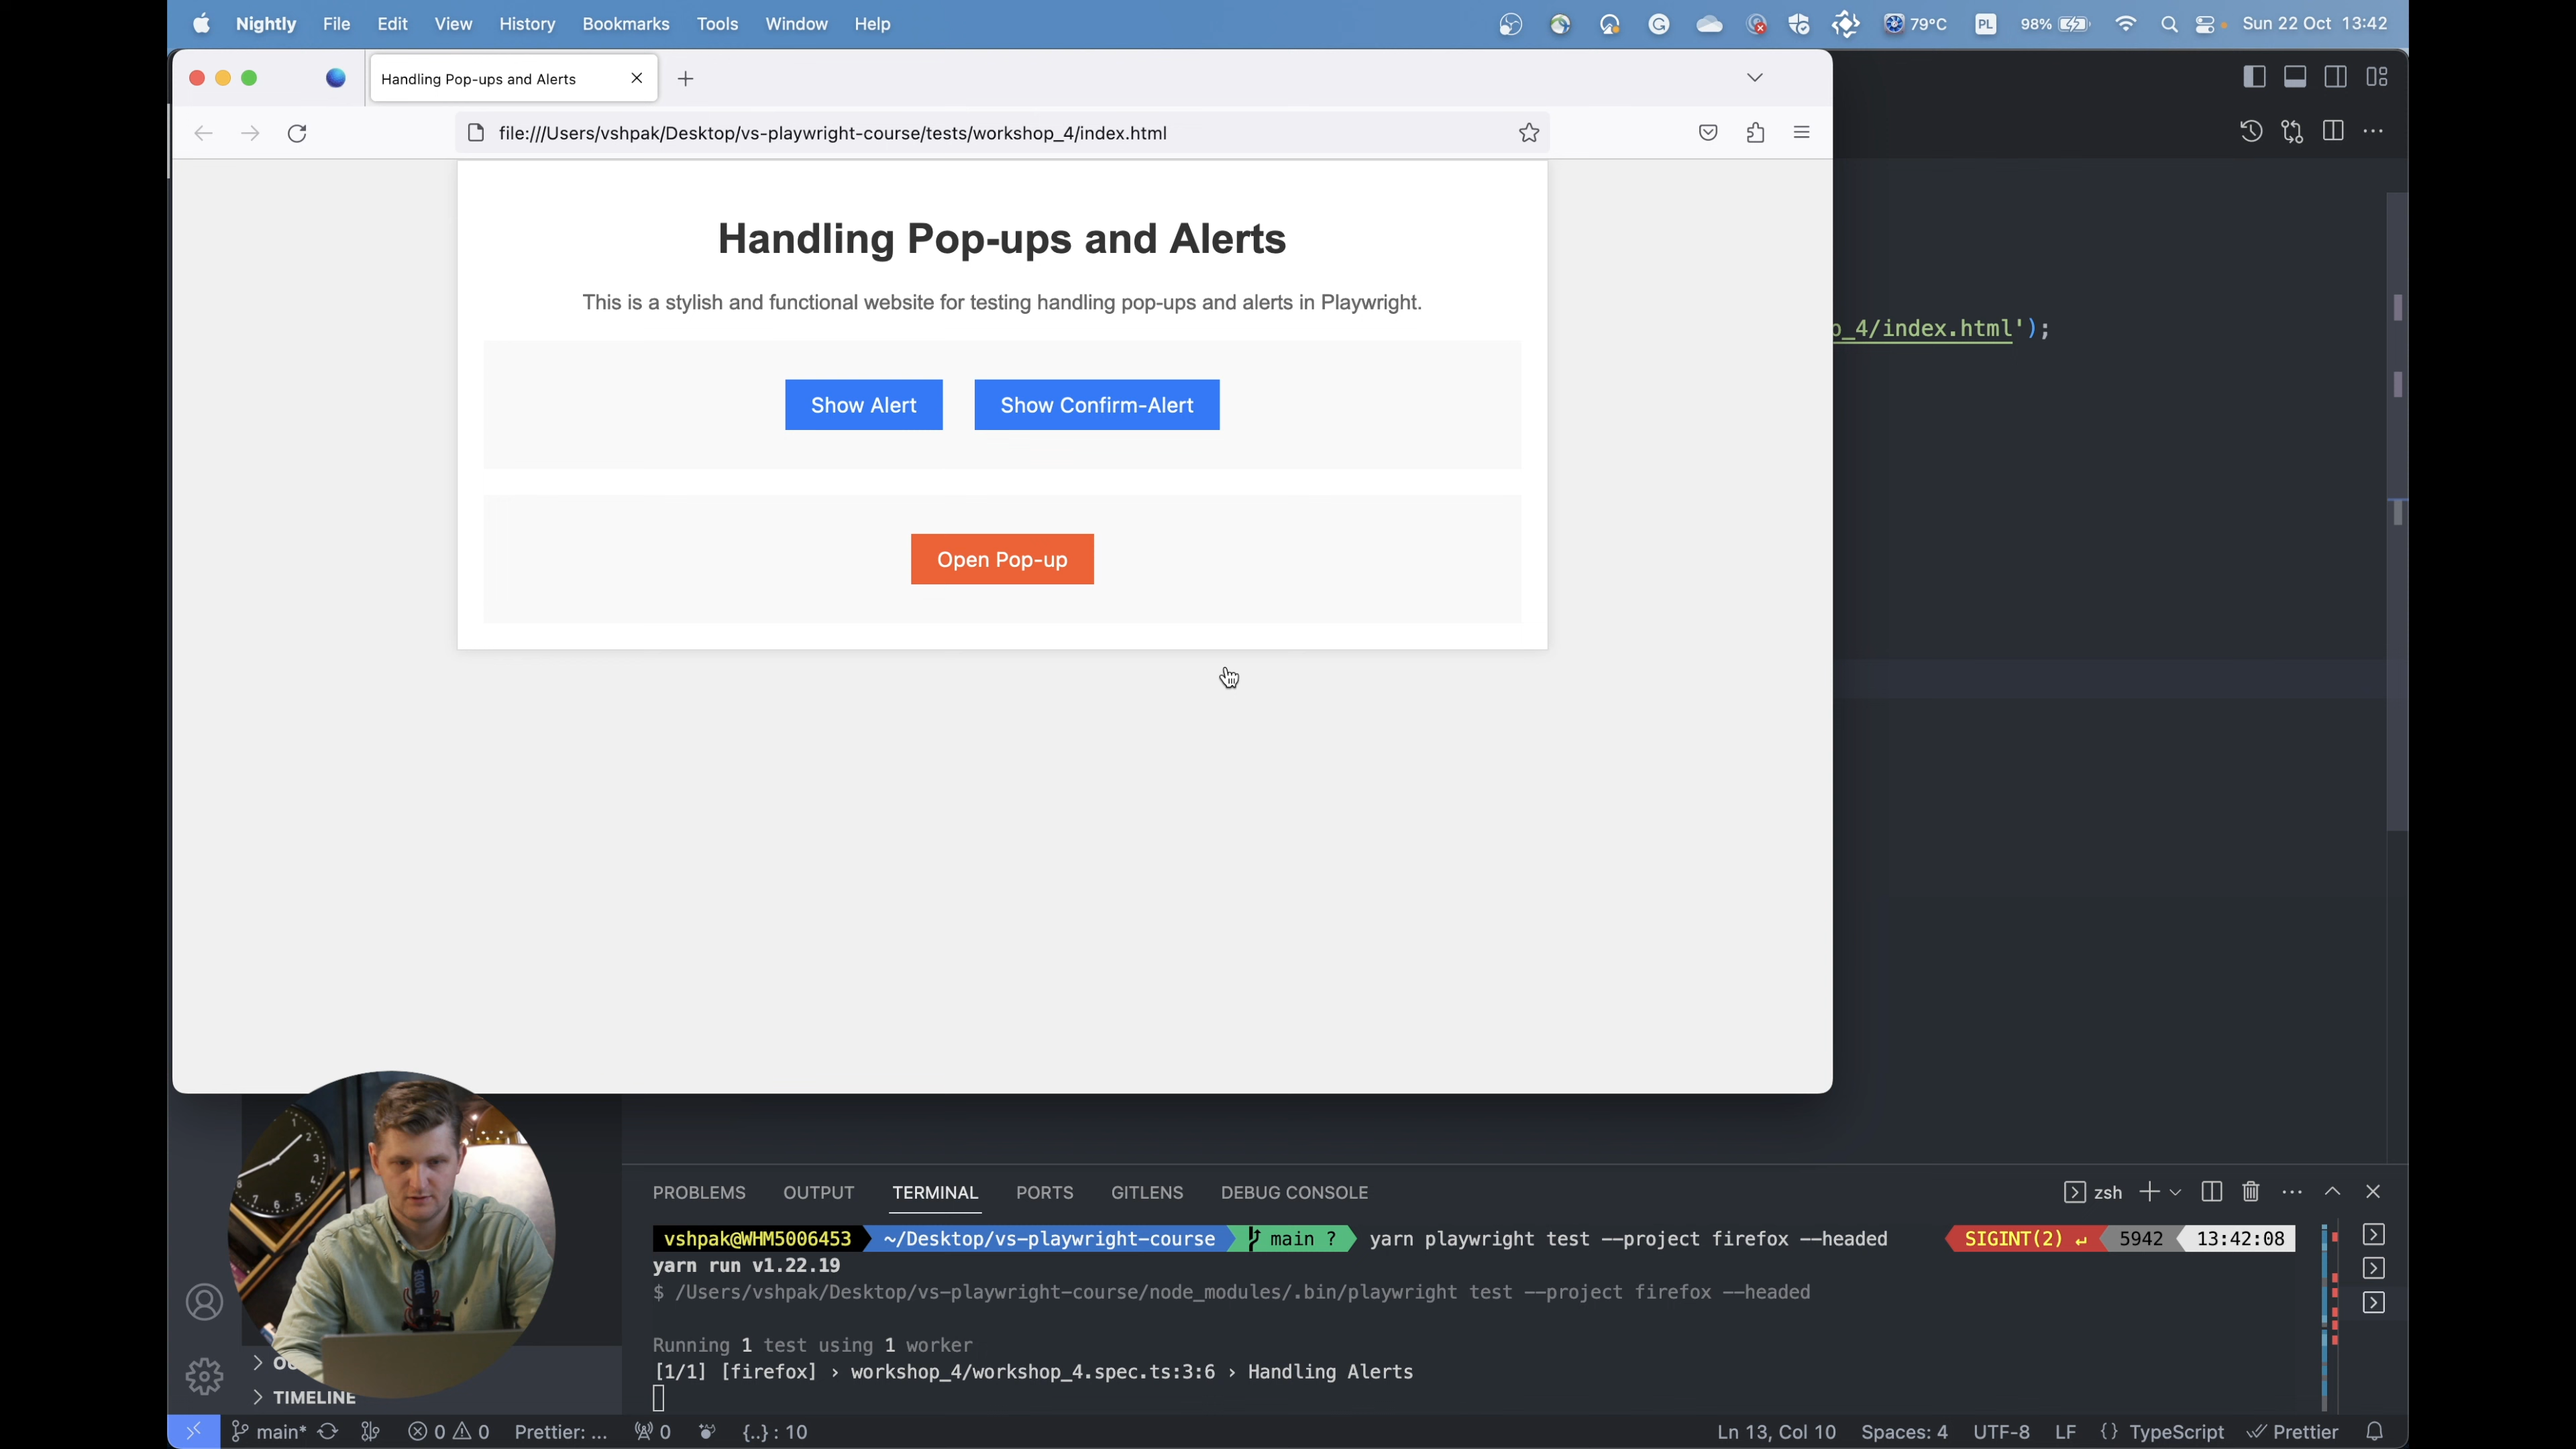 Nightly File Edit View History Bookmarks Tools Window Help 79°C PL 98% Sun 22 Oct 13:42
Handling Pop-ups and Alerts
file:///Users/vshpak/Desktop/vs-playwright-course/tests/workshop_4/index.html
Handling Pop-ups and Alerts
This is a stylish and functional website for testing handling pop-ups and alerts in Playwright.
_4/index.html');
Show Alert Show Confirm-Alert
Open Pop-up
PROBLEMS OUTPUT TERMINAL PORTS GITLENS DEBUG CONSOLE zsh
vshpak@WHM5006453 ~/Desktop/vs-playwright-course main ? yarn playwright test --project firefox --headed SIGINT(2) ↵ 5942 13:42:08
yarn run v1.22.19
$ /Users/vshpak/Desktop/vs-playwright-course/node_modules/.bin/playwright test --project firefox --headed
Running 1 test using 1 worker
[1/1] [firefox] › workshop_4/workshop_4.spec.ts:3:6 › Handling Alerts
TIMELINE
main* 0 0 Prettier: ... 0 {..} : 10 Ln 13, Col 10 Spaces: 4 UTF-8 LF {} TypeScript Prettier